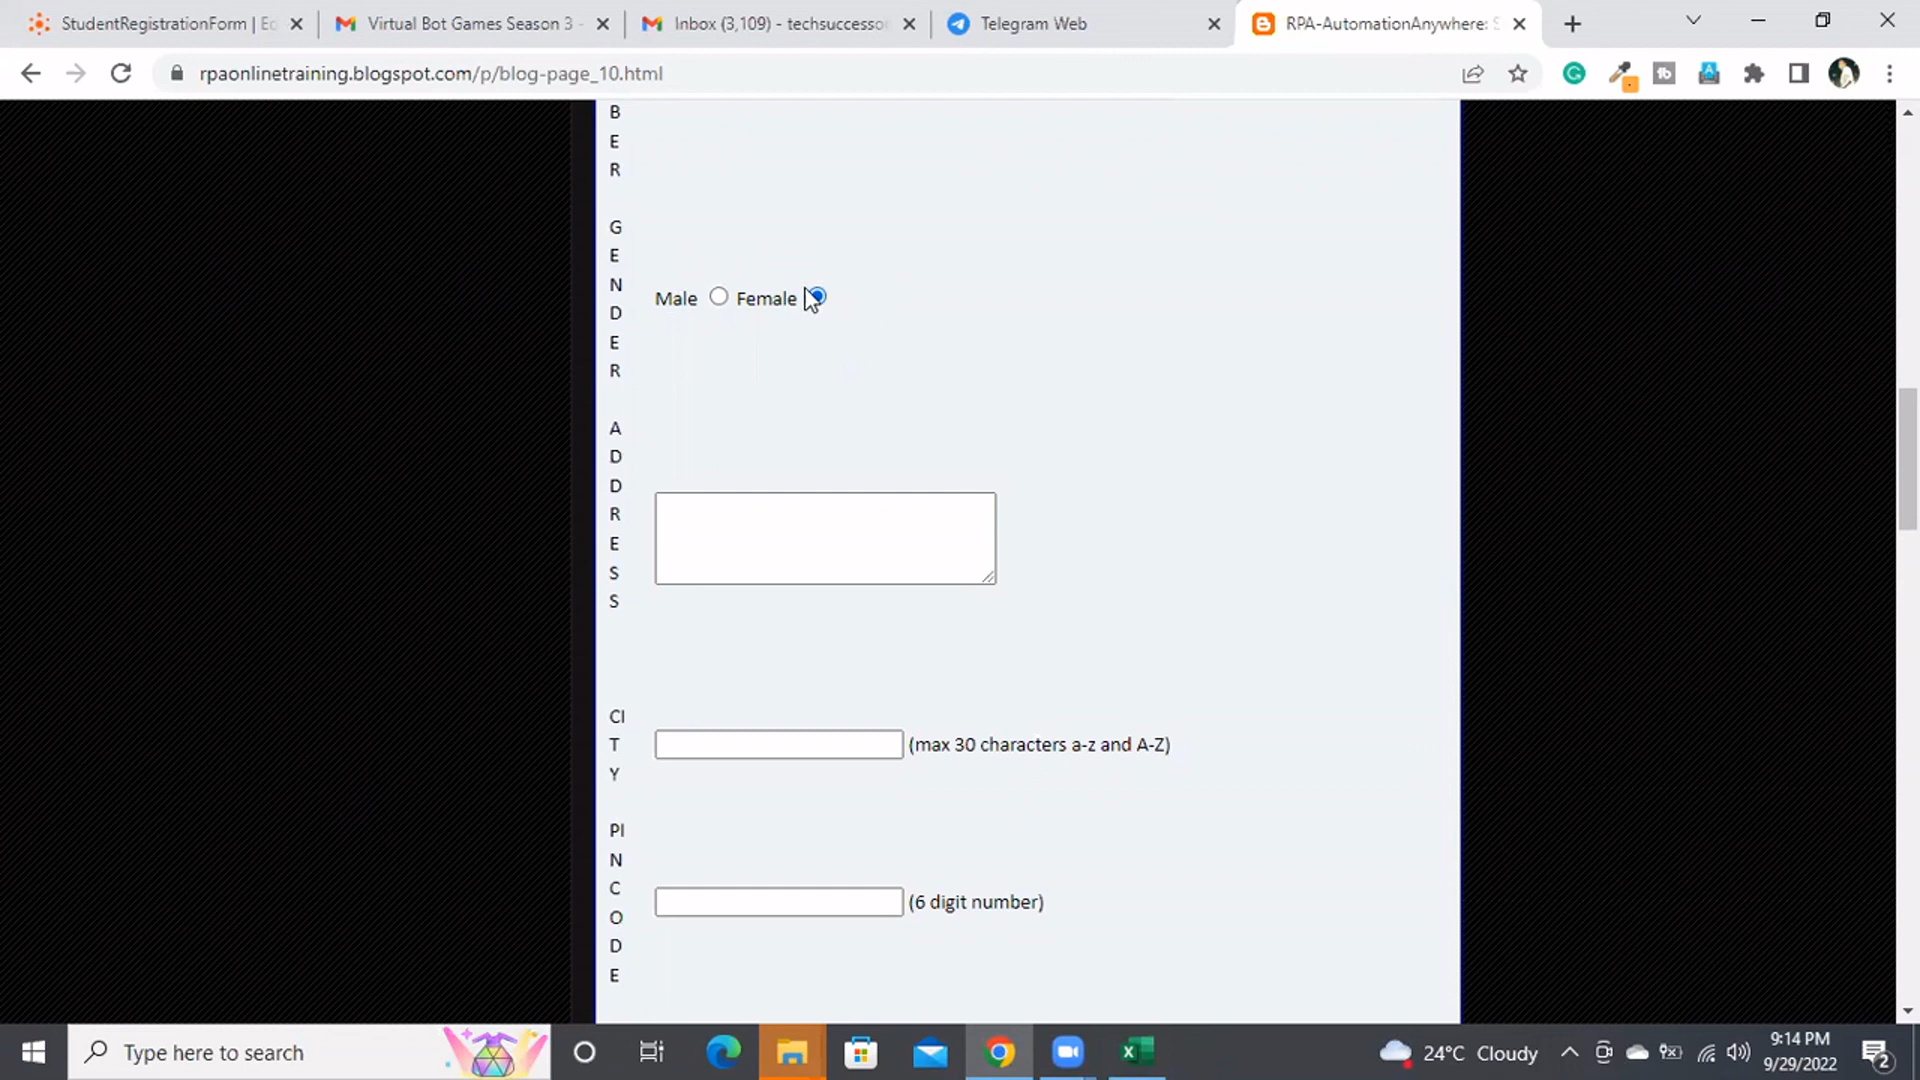 StudentRegistrationForm | Ed
Virtual Bot Games Season 3 -
Inbox (3,109) - techsuccesso
Telegram Web
RPA-AutomationAnywhere: S
rpaonlinetraining.blogspot.com/p/blog-page_10.html
B
E
R
G
E
N
D
E
R
Male Female
A
D
D
R
E
S
S
CI
T
Y
(max 30 characters a-z and A-Z)
PI
N
C
O
D
E
(6 digit number)
Type here to search
24°C Cloudy
9:14 PM
9/29/2022
2